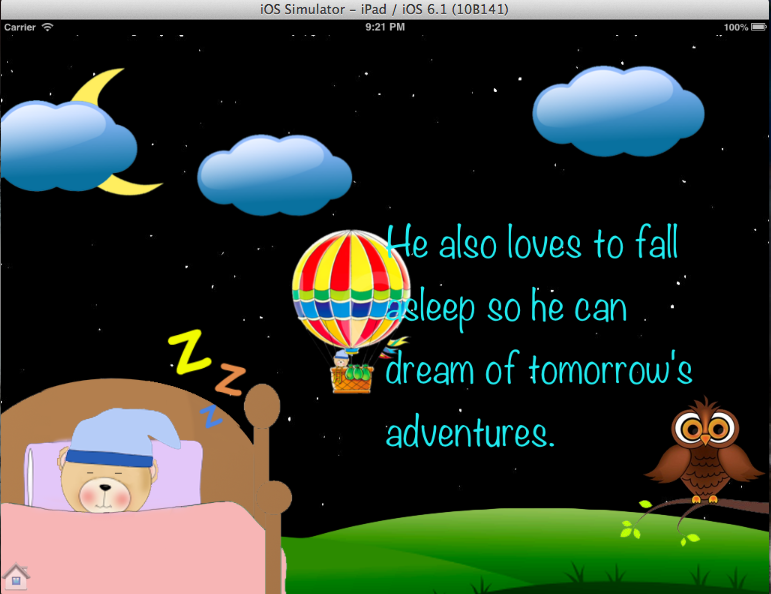 iOS Simulator - iPad / iOS 6.1 (10B141)
Carrier 9:21 PM 100%
He also loves to fall
asleep so he can
dream of tomorrow's
adventures.
Z
Z
Z